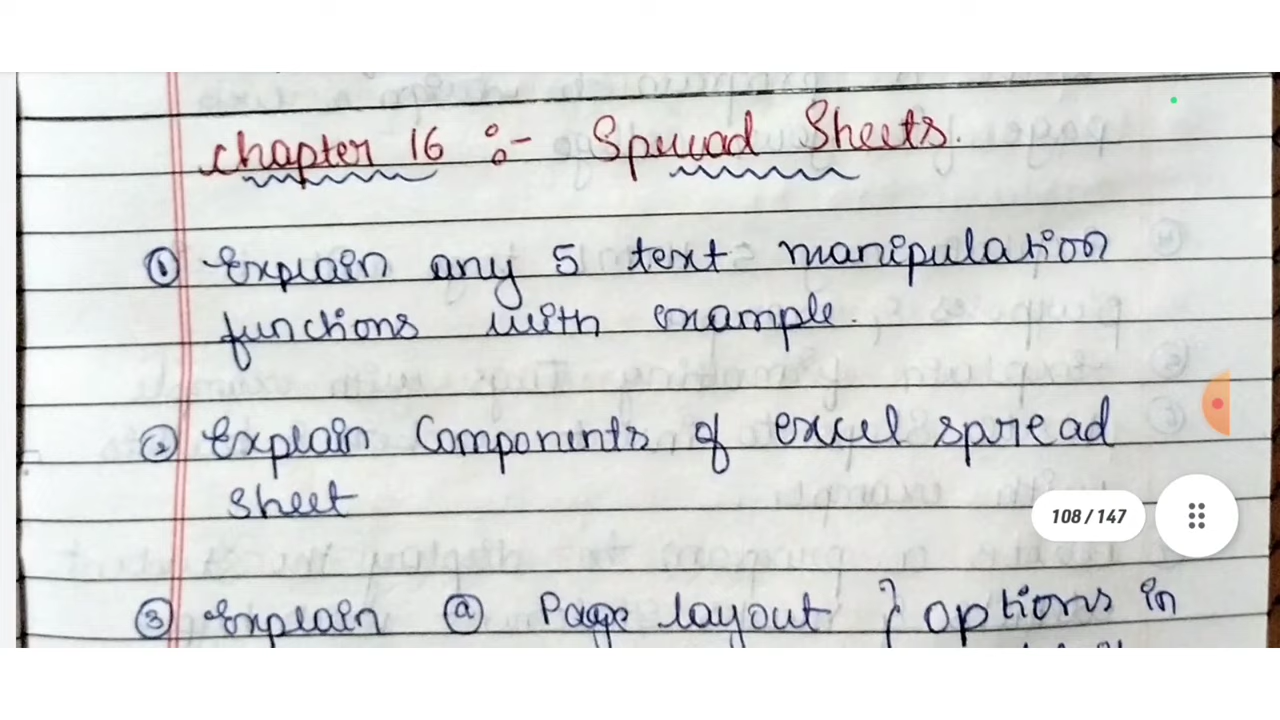 Chapter 16 :- Spread Sheets.
① Explain any 5 text manipulation
functions with example.
② Explain Components of excel spread
sheet
108 / 147
③ Explain ⓐ Page layout } options in